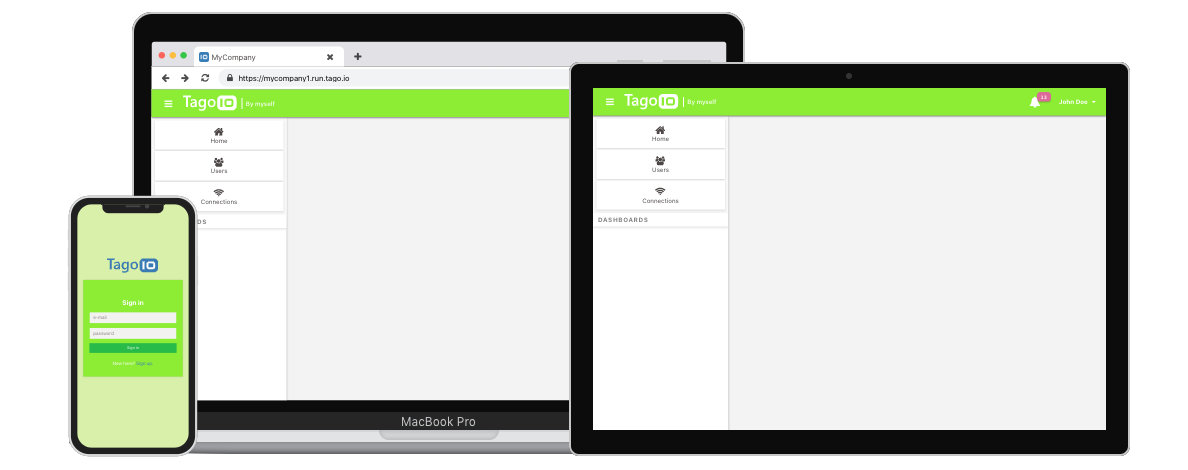 MyCompany
https://mycompany1.run.tago.io
TagoIO | By myself
Home
Users
Connections
DS
MacBook Pro
TagoIO
Sign in
e-mail
password
Sign in
New here? Sign up
TagoIO | By myself
33
John Doe
Home
Users
Connections
DASHBOARDS